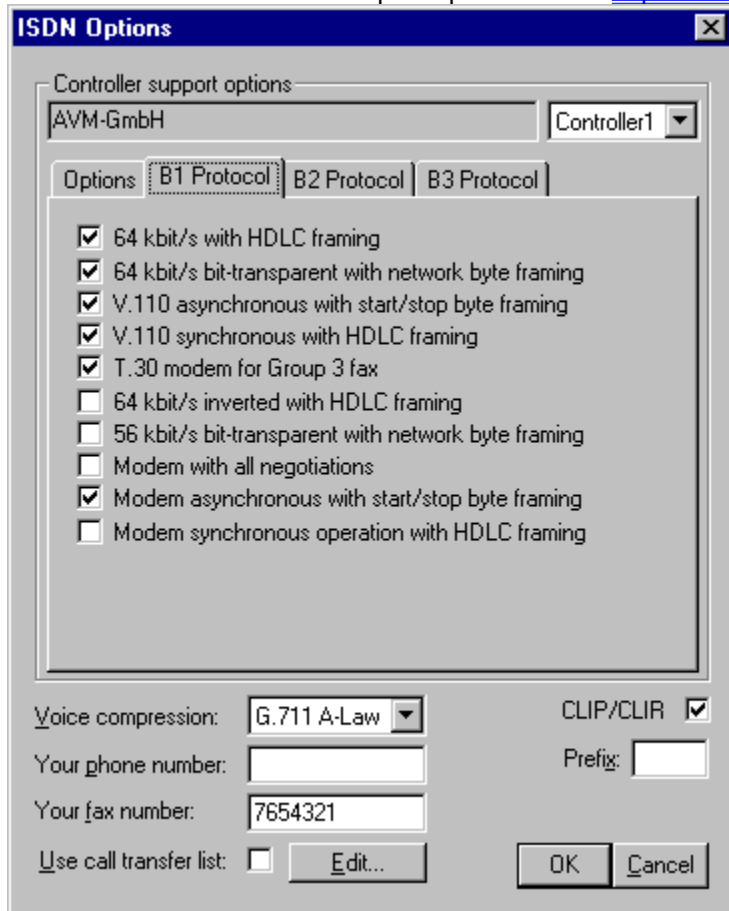 ISDN Options
Controller support options
AVM-GmbH
Controller1
Options
B1 Protocol
B2 Protocol
B3 Protocol
64 kbit/s with HDLC framing
64 kbit/s bit-transparent with network byte framing
V.110 asynchronous with start/stop byte framing
V.110 synchronous with HDLC framing
T.30 modem for Group 3 fax
64 kbit/s inverted with HDLC framing
56 kbit/s bit-transparent with network byte framing
Modem with all negotiations
Modem asynchronous with start/stop byte framing
Modem synchronous operation with HDLC framing
Voice compression: G.711 A-Law
CLIP/CLIR
Your phone number:
Prefix:
Your fax number: 7654321
Use call transfer list: Edit...
OK Cancel